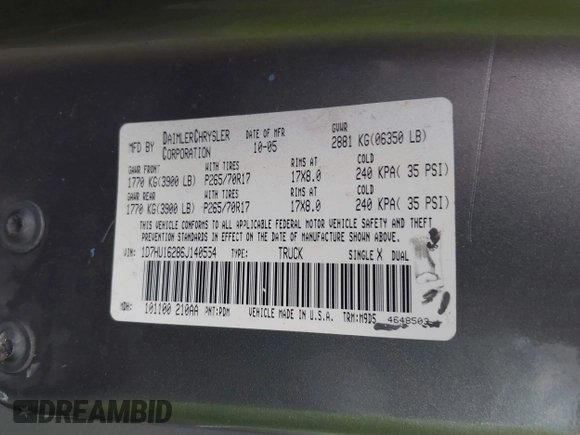 MFD BY DAIMLERCHRYSLER CORPORATION DATE OF MFR 10-05 GVWR 2881 KG(06350 LB)
GAWR FRONT WITH TIRES RIMS AT COLD
1770 KG(3900 LB) P265/70R17 17X8.0 240 KPA( 35 PSI)
GAWR REAR WITH TIRES RIMS AT COLD
1770 KG(3900 LB) P265/70R17 17X8.0 240 KPA( 35 PSI)
THIS VEHICLE CONFORMS TO ALL APPLICABLE FEDERAL MOTOR VEHICLE SAFETY AND THEFT
PREVENTION STANDARDS IN EFFECT ON THE DATE OF MANUFACTURE SHOWN ABOVE.
VIN: 1D7HU16286J140554 TYPE: TRUCK SINGLE X DUAL
MDH: 101100 210AA PNT:PDM VEHICLE MADE IN U.S.A. TRM:M9D5 4648503
DREAMBID